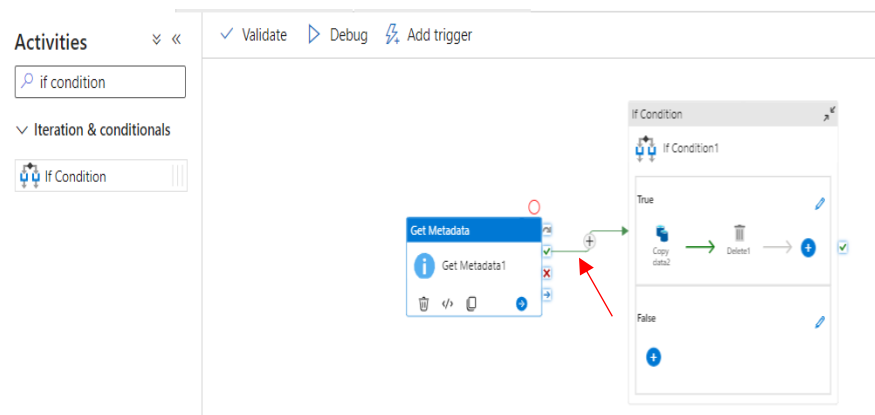 Activities
if condition
Iteration & conditionals
If Condition
Validate
Debug
Add trigger
Get Metadata
Get Metadata1
If Condition
If Condition1
True
Copy
data2
Delete1
False